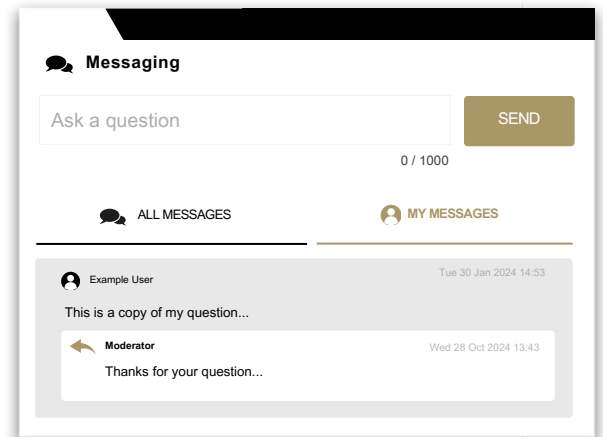 Messaging
Ask a question
SEND
0 / 1000
ALL MESSAGES
MY MESSAGES
Example User
Tue 30 Jan 2024 14:53
This is a copy of my question...
Moderator
Wed 28 Oct 2024 13:43
Thanks for your question...